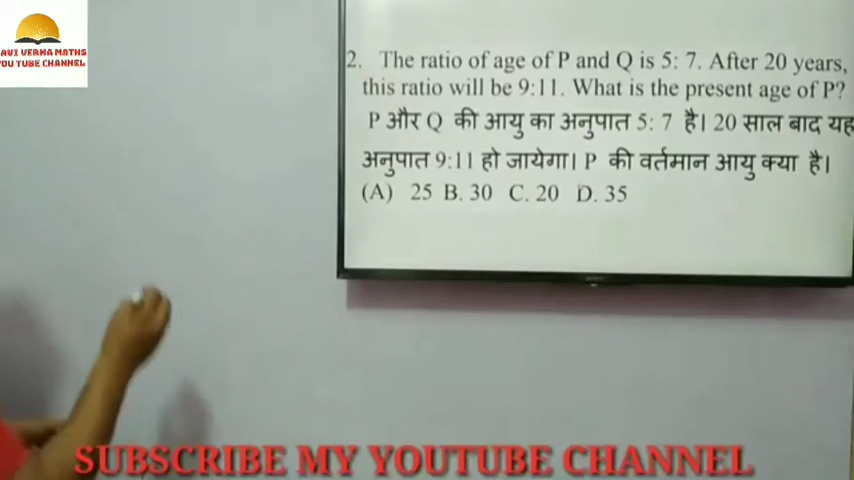 AVI VERMA MATHS
YOU TUBE CHANNEL
2. The ratio of age of P and Q is 5: 7. After 20 years,
this ratio will be 9:11. What is the present age of P?
P और Q की आयु का अनुपात 5: 7 है। 20 साल बाद यह
अनुपात 9:11 हो जायेगा। P की वर्तमान आयु क्या है।
(A) 25 B. 30 C. 20 D. 35
SUBSCRIBE MY YOUTUBE CHANNEL